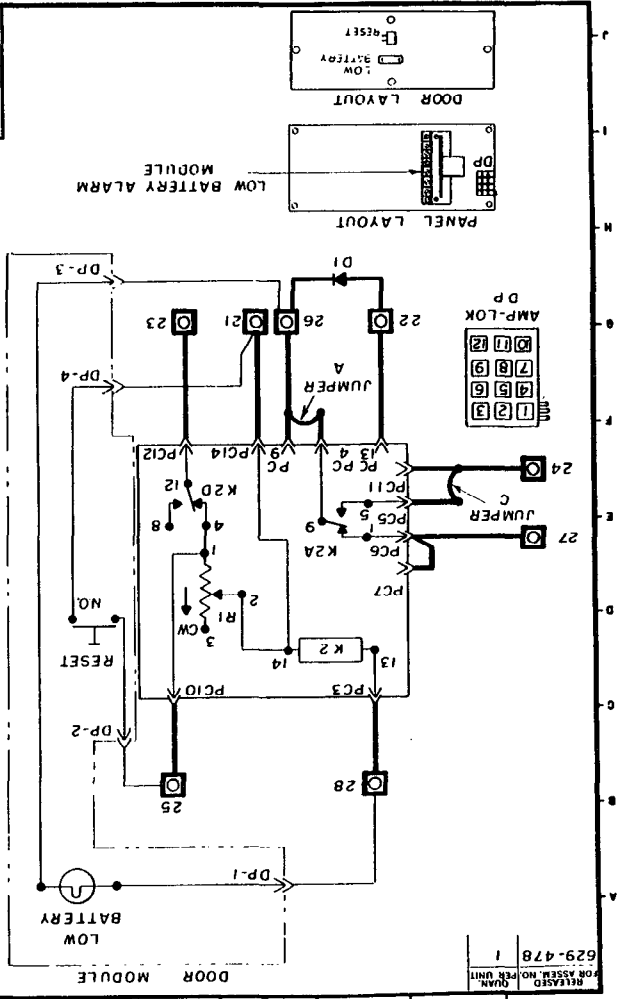 RELEASED QUAN.
FOR ASSEM. NO. PER UNIT
629-478 1
DOOR MODULE
LOW
BATTERY
A
DP-1
B
28
25
DP-2
C
PC3
PC10
RESET
N.O.
13
K2
14
3
CW
R1
2
1
D
PC7
27
PC6
1
K2A
9
4
8
K2D
JUMPER
C
PC5
5
E
24
PC11
12
PC
13
PC
4
PC
9
PC14
PC12
F
JUMPER
A
DP-4
1 2 3
4 5 6
7 8 9
10 11 12
AMP-LOK
DP
G
22
26
21
23
D1
DP-3
H
PANEL LAYOUT
DP
LOW BATTERY ALARM
MODULE
I
DOOR LAYOUT
LOW
BATTERY
RESET
J